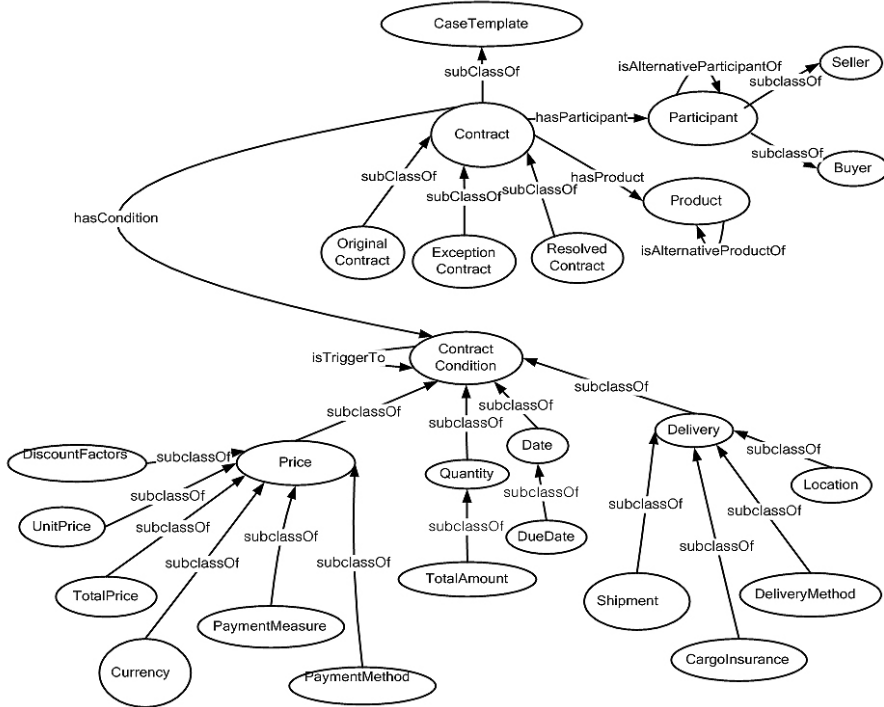 CaseTemplate
subClassOf
isAlternativeParticipantOf
Seller
subclassOf
hasParticipant
Participant
Contract
subclassOf
Buyer
hasProduct
subClassOf
subClassOf
subClassOf
Product
hasCondition
Original
Contract
Exception
Contract
Resolved
Contract
isAlternativeProductOf
isTriggerTo
Contract
Condition
subclassOf
subclassOf
subclassOf
subclassOf
DiscountFactors
subclassOf
Price
Date
Delivery
Quantity
subclassOf
Location
UnitPrice
subclassOf
subclassOf
subclassOf
subclassOf
subclassOf
subclassOf
subclassOf
DueDate
subclassOf
subclassOf
subclassOf
TotalPrice
TotalAmount
Shipment
DeliveryMethod
PaymentMeasure
Currency
PaymentMethod
CargoInsurance